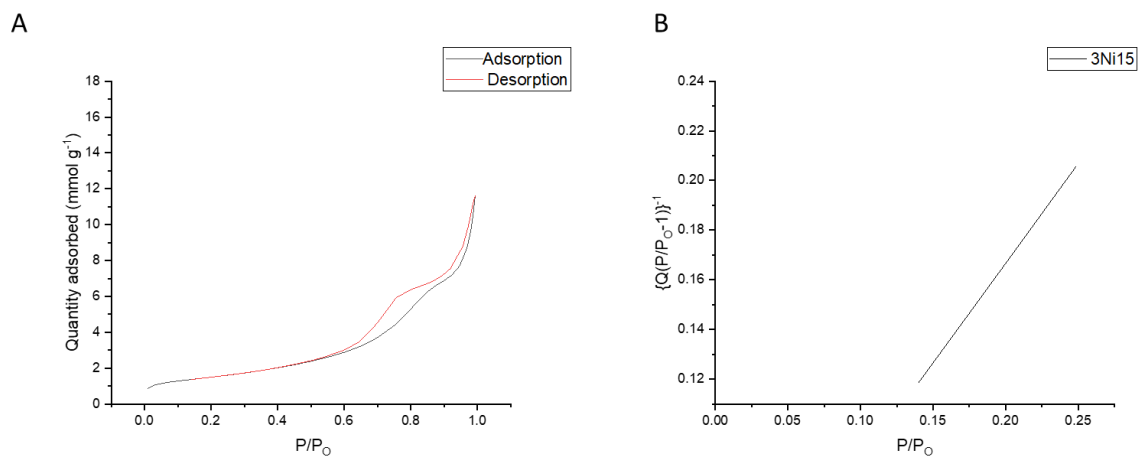 A
Adsorption
Desorption
18
16
14
12
10
8
6
4
2
0
Quantity adsorbed (mmol g⁻¹)
0.0 0.2 0.4 0.6 0.8 1.0
P/P_O
B
3Ni15
0.24
0.22
0.20
0.18
0.16
0.14
0.12
{Q(P/P_O-1)}⁻¹
0.00 0.05 0.10 0.15 0.20 0.25
P/P_O